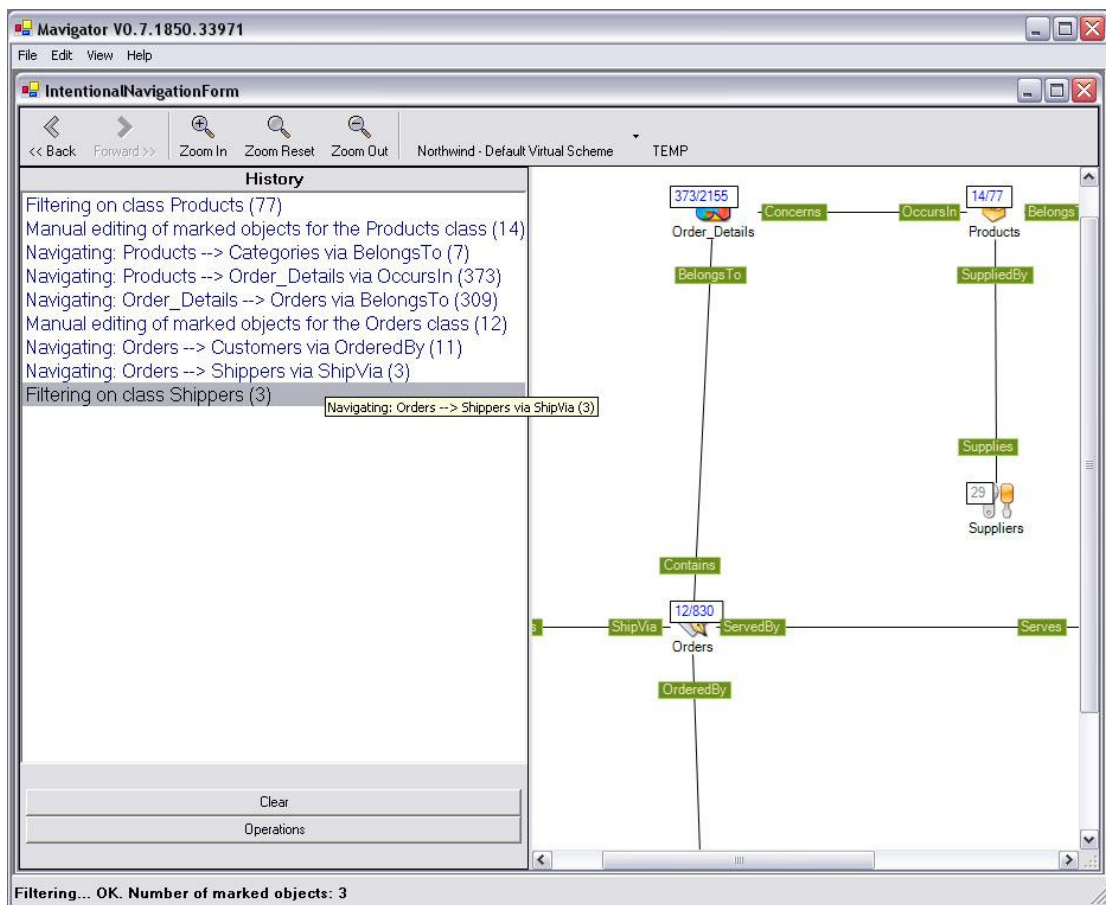 Mavigator V0.7.1850.33971
File Edit View Help
IntentionalNavigationForm
<< Back Forward >> Zoom In Zoom Reset Zoom Out Northwind - Default Virtual Scheme TEMP
History
Filtering on class Products (77)
Manual editing of marked objects for the Products class (14)
Navigating: Products --> Categories via BelongsTo (7)
Navigating: Products --> Order_Details via OccursIn (373)
Navigating: Order_Details --> Orders via BelongsTo (309)
Manual editing of marked objects for the Orders class (12)
Navigating: Orders --> Customers via OrderedBy (11)
Navigating: Orders --> Shippers via ShipVia (3)
Filtering on class Shippers (3)
Navigating: Orders --> Shippers via ShipVia (3)
373/2155 14/77
Concerns OccursIn BelongsT
Order_Details Products
BelongsTo SuppliedBy
Supplies
29
Suppliers
Contains
12/830
s ShipVia ServedBy Serves
Orders
OrderedBy
Clear
Operations
Filtering... OK. Number of marked objects: 3